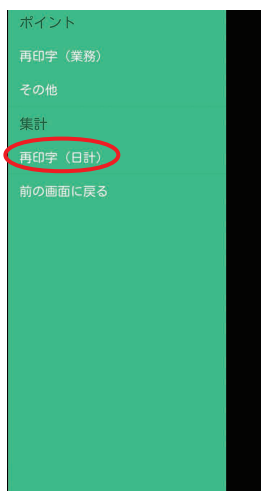 ポイント
再印字（業務）
その他
集計
再印字（日計）
前の画面に戻る